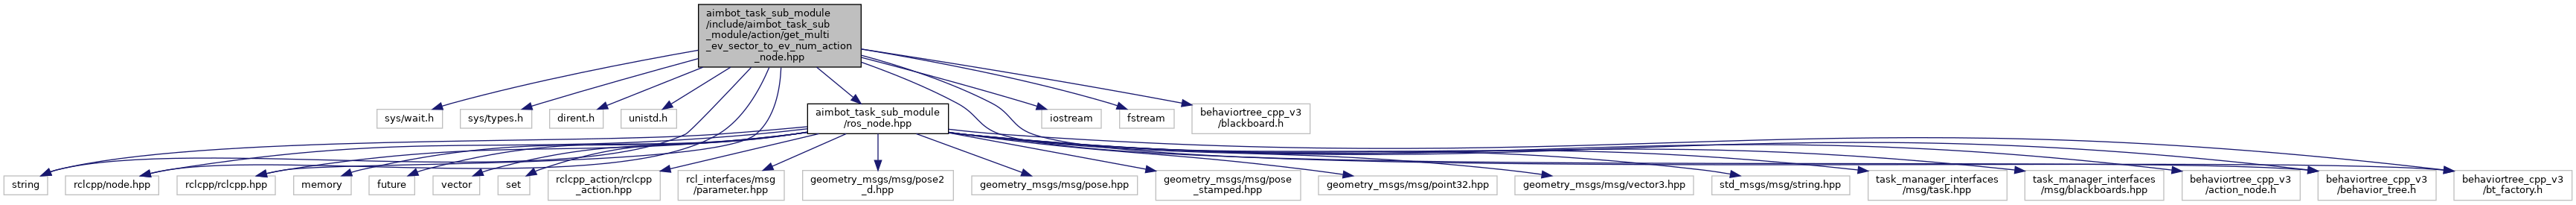 aimbot_task_sub_module
/include/aimbot_task_sub
_module/action/get_multi
_ev_sector_to_ev_num_action
_node.hpp
sys/wait.h
sys/types.h
dirent.h
unistd.h
aimbot_task_sub_module
/ros_node.hpp
iostream
fstream
behaviortree_cpp_v3
/blackboard.h
string
rclcpp/node.hpp
rclcpp/rclcpp.hpp
memory
future
vector
set
rclcpp_action/rclcpp
_action.hpp
rcl_interfaces/msg
/parameter.hpp
geometry_msgs/msg/pose2
_d.hpp
geometry_msgs/msg/pose.hpp
geometry_msgs/msg/pose
_stamped.hpp
geometry_msgs/msg/point32.hpp
geometry_msgs/msg/vector3.hpp
std_msgs/msg/string.hpp
task_manager_interfaces
/msg/task.hpp
task_manager_interfaces
/msg/blackboards.hpp
behaviortree_cpp_v3
/action_node.h
behaviortree_cpp_v3
/behavior_tree.h
behaviortree_cpp_v3
/bt_factory.h